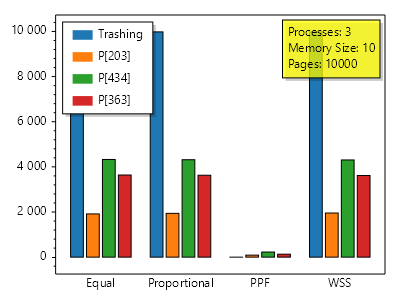 10 000
8 000
6 000
4 000
2 000
0
Trashing
P[203]
P[434]
P[363]
Processes: 3
Memory Size: 10
Pages: 10000
Equal
Proportional
PPF
WSS